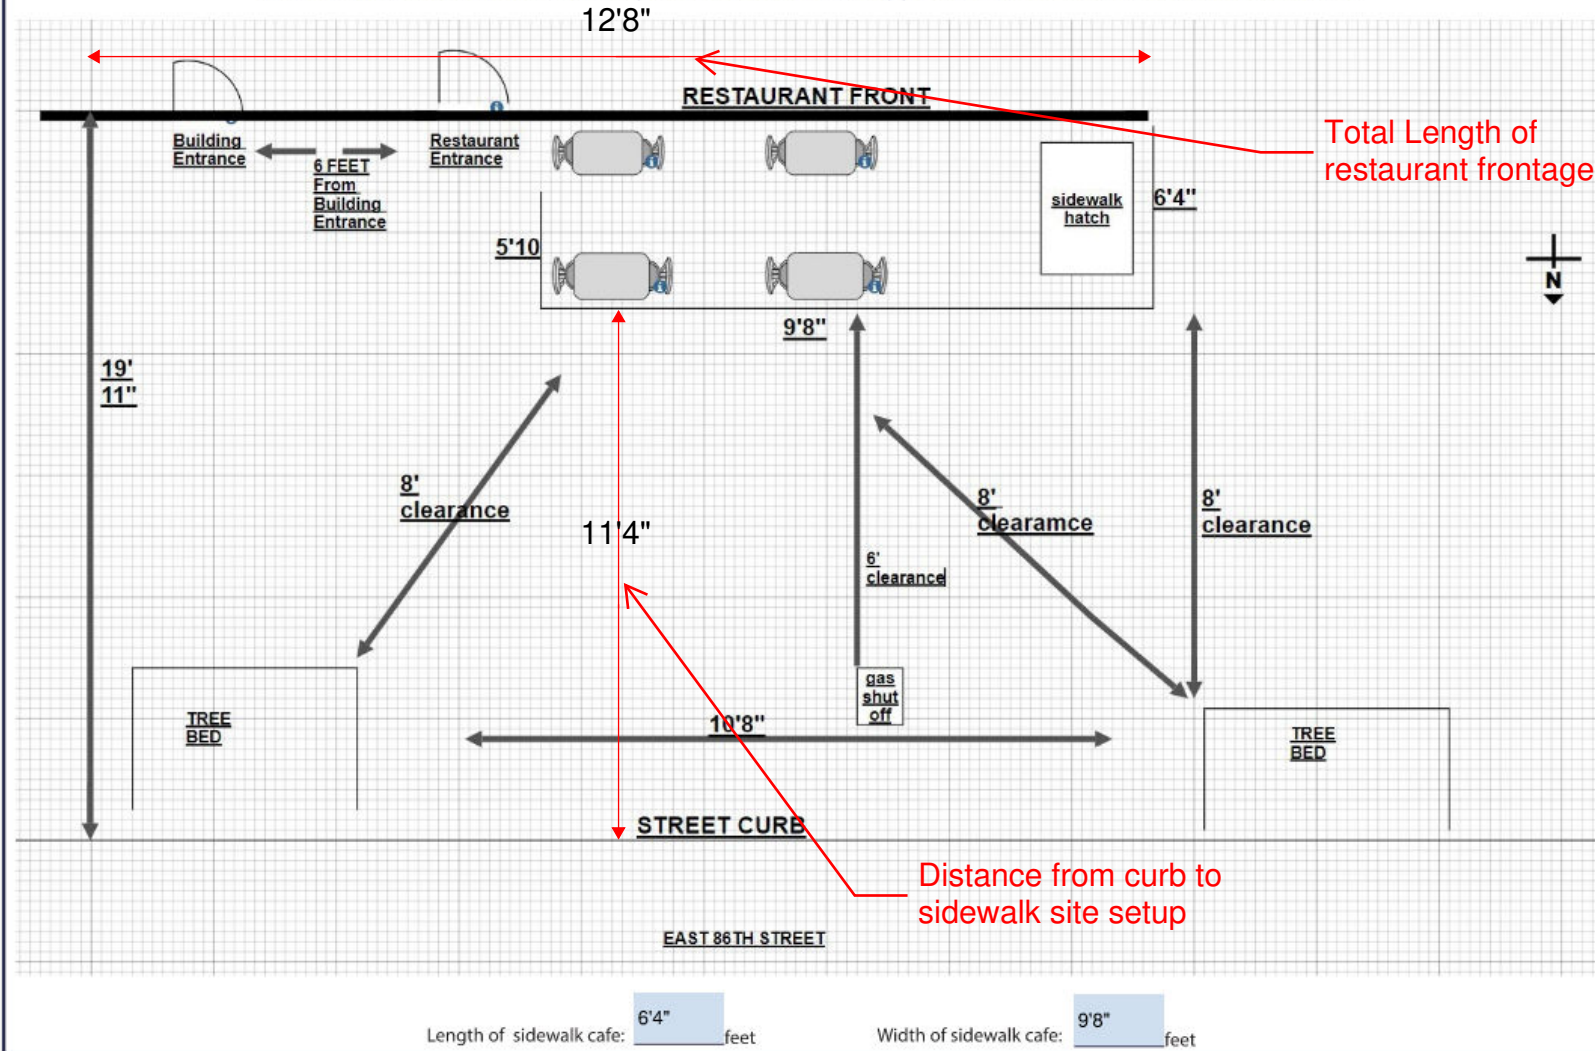 12'8"
RESTAURANT FRONT
Building
Entrance
6 FEET
From
Building
Entrance
Restaurant
Entrance
Total Length of
restaurant frontage
sidewalk
hatch
6'4"
5'10
N
9'8"
19'
11"
8'
clearance
11'4"
8'
clearamce
8'
clearance
6'
clearance
gas
shut
off
TREE
BED
10'8"
TREE
BED
STREET CURB
Distance from curb to
sidewalk site setup
EAST 86TH STREET
Length of sidewalk cafe: 6'4" feet
Width of sidewalk cafe: 9'8" feet